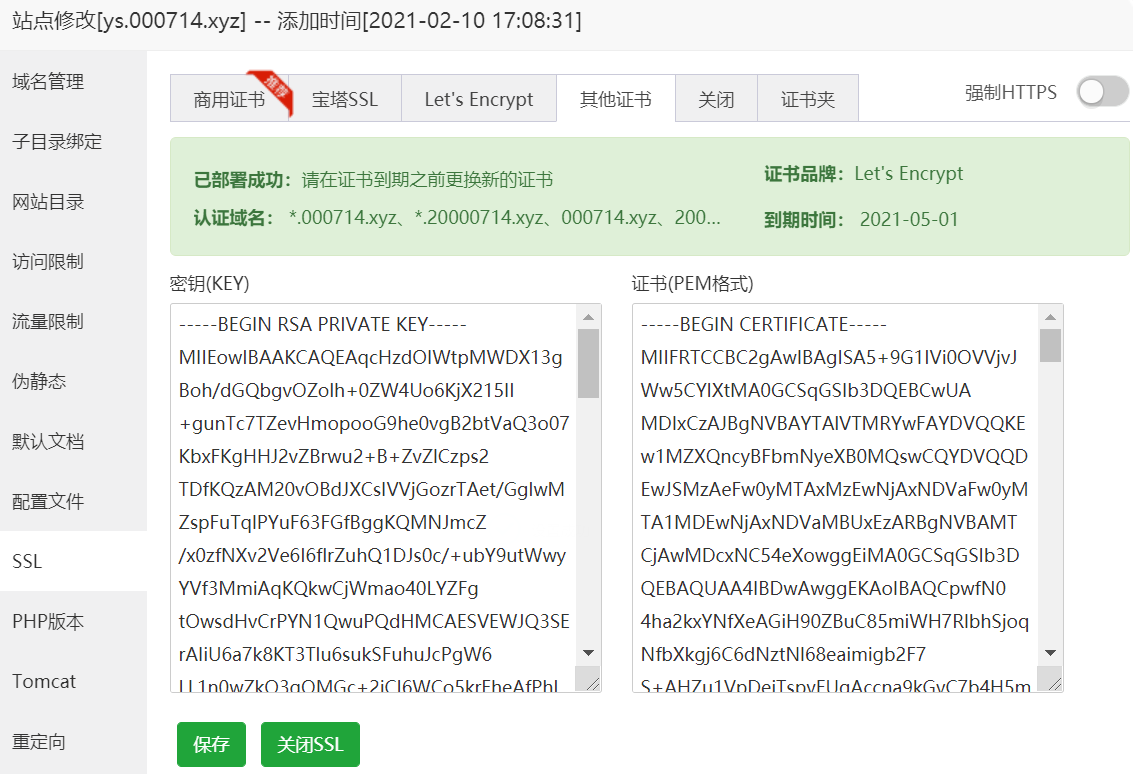 站点修改[ys.000714.xyz] -- 添加时间[2021-02-10 17:08:31]
域名管理
子目录绑定
网站目录
访问限制
流量限制
伪静态
默认文档
配置文件
SSL
PHP版本
Tomcat
重定向
商用证书
推荐
宝塔SSL
Let's Encrypt
其他证书
关闭
证书夹
强制HTTPS
已部署成功：请在证书到期之前更换新的证书
证书品牌：Let's Encrypt
认证域名： *.000714.xyz、*.20000714.xyz、000714.xyz、200...
到期时间： 2021-05-01
密钥(KEY)
-----BEGIN RSA PRIVATE KEY-----
MIIEowIBAAKCAQEAqcHzdOIWtpMWDX13g
Boh/dGQbgvOZolh+0ZW4Uo6KjX215II
+gunTc7TZevHmopooG9he0vgB2btVaQ3o07
KbxFKgHHJ2vZBrwu2+B+ZvZlCzps2
TDfKQzAM20vOBdJXCsIVVjGozrTAet/GgIwM
ZspFuTqIPYuF63FGfBggKQMNJmcZ
/x0zfNXv2Ve6I6flrZuhQ1DJs0c/+ubY9utWwy
YVf3MmiAqKQkwCjWmao40LYZFg
tOwsdHvCrPYN1QwuPQdHMCAESVEWJQ3SE
rAliU6a7k8KT3Tlu6sukSFuhuJcPgW6
证书(PEM格式)
-----BEGIN CERTIFICATE-----
MIIFRTCCBC2gAwIBAgISA5+9G1IVi0OVVjvJ
Ww5CYIXtMA0GCSqGSIb3DQEBCwUA
MDIxCzAJBgNVBAYTAlVTMRYwFAYDVQQKE
w1MZXQncyBFbmNyeXB0MQswCQYDVQQD
EwJSMzAeFw0yMTAxMzEwNjAxNDVaFw0yM
TA1MDEwNjAxNDVaMBUxEzARBgNVBAMT
CjAwMDcxNC54eXowggEiMA0GCSqGSIb3D
QEBAQUAA4IBDwAwggEKAoIBAQCpwfN0
4ha2kxYNfXeAGiH90ZBuC85miWH7RlbhSjoq
NfbXkgj6C6dNztNl68eaimigb2F7
保存
关闭SSL